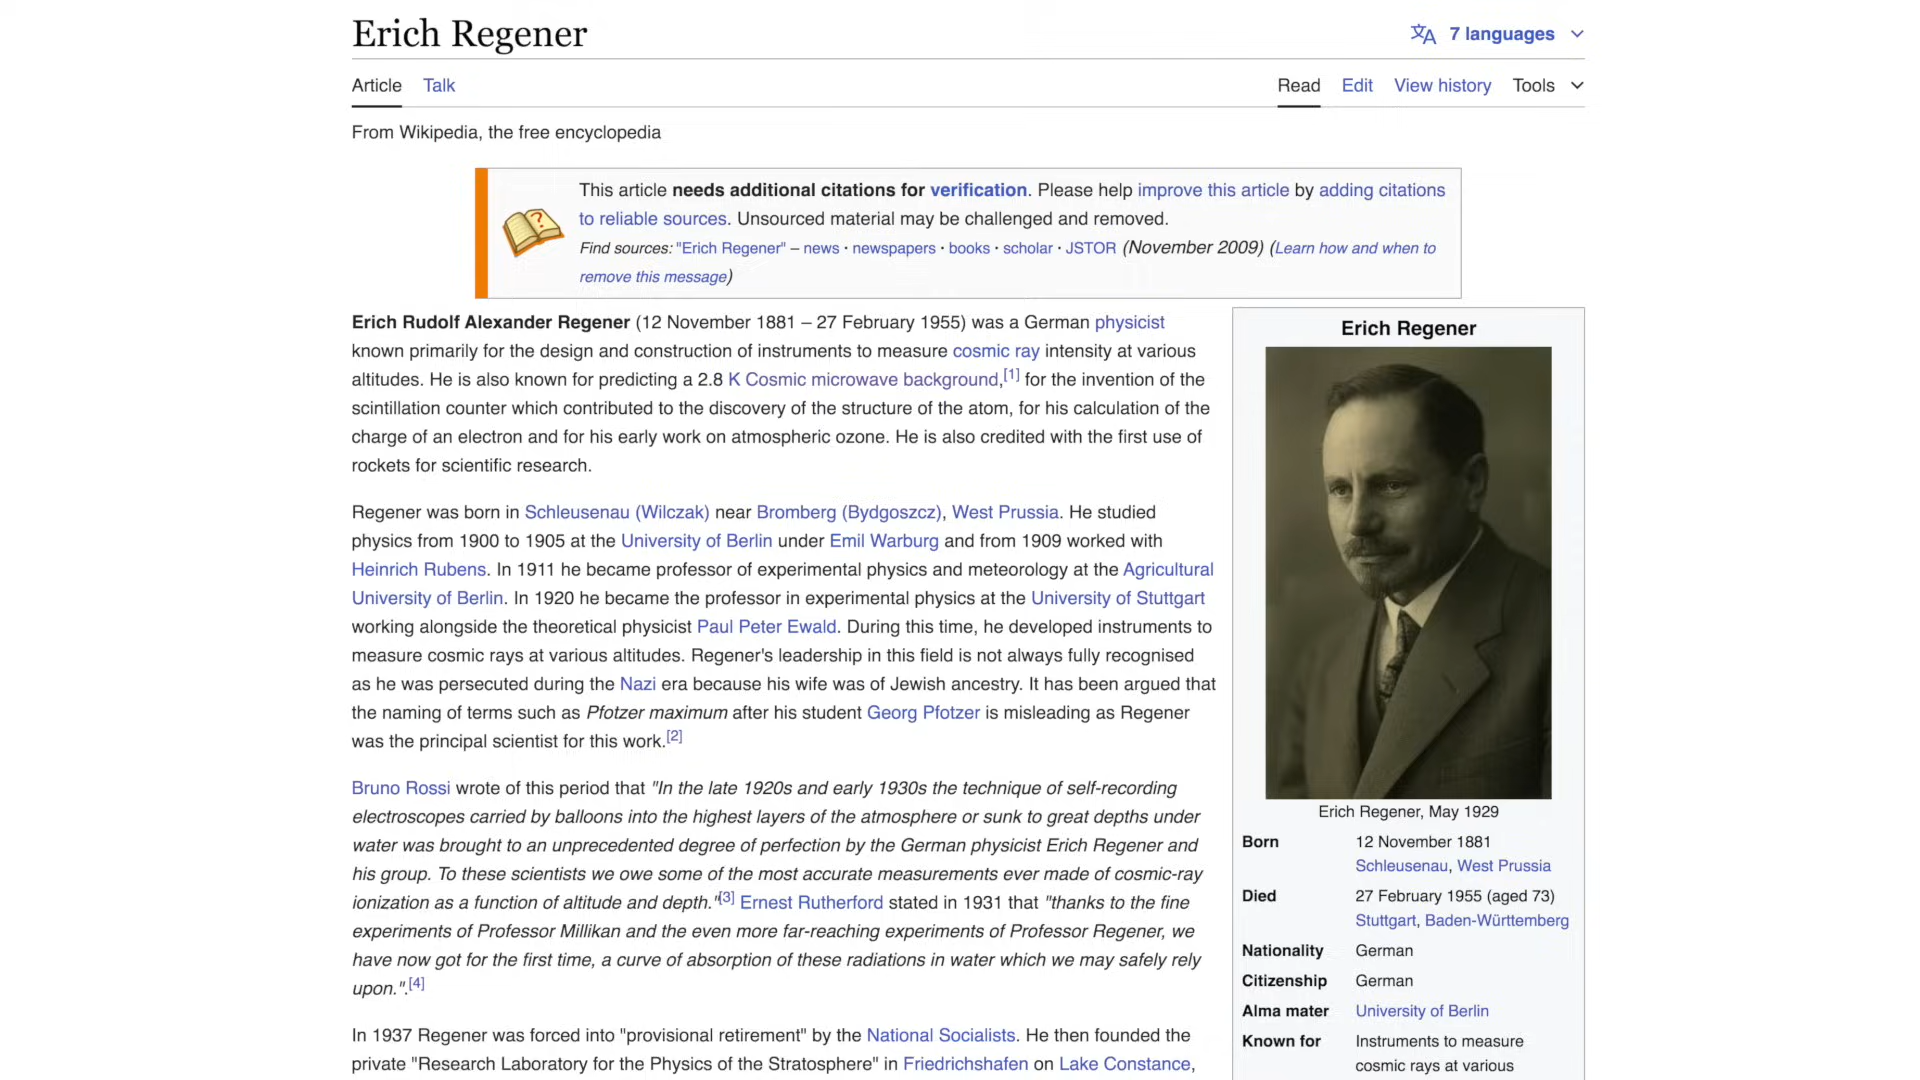 Erich Regener
7 languages
Article Talk
Read Edit View history Tools
From Wikipedia, the free encyclopedia
This article needs additional citations for verification. Please help improve this article by adding citations
to reliable sources. Unsourced material may be challenged and removed.
Find sources: "Erich Regener" – news · newspapers · books · scholar · JSTOR (November 2009) (Learn how and when to
remove this message)
Erich Rudolf Alexander Regener (12 November 1881 – 27 February 1955) was a German physicist
known primarily for the design and construction of instruments to measure cosmic ray intensity at various
altitudes. He is also known for predicting a 2.8 K Cosmic microwave background,[1] for the invention of the
scintillation counter which contributed to the discovery of the structure of the atom, for his calculation of the
charge of an electron and for his early work on atmospheric ozone. He is also credited with the first use of
rockets for scientific research.
Regener was born in Schleusenau (Wilczak) near Bromberg (Bydgoszcz), West Prussia. He studied
physics from 1900 to 1905 at the University of Berlin under Emil Warburg and from 1909 worked with
Heinrich Rubens. In 1911 he became professor of experimental physics and meteorology at the Agricultural
University of Berlin. In 1920 he became the professor in experimental physics at the University of Stuttgart
working alongside the theoretical physicist Paul Peter Ewald. During this time, he developed instruments to
measure cosmic rays at various altitudes. Regener's leadership in this field is not always fully recognised
as he was persecuted during the Nazi era because his wife was of Jewish ancestry. It has been argued that
the naming of terms such as Pfotzer maximum after his student Georg Pfotzer is misleading as Regener
was the principal scientist for this work.[2]
Bruno Rossi wrote of this period that "In the late 1920s and early 1930s the technique of self-recording
electroscopes carried by balloons into the highest layers of the atmosphere or sunk to great depths under
water was brought to an unprecedented degree of perfection by the German physicist Erich Regener and
his group. To these scientists we owe some of the most accurate measurements ever made of cosmic-ray
ionization as a function of altitude and depth."[3] Ernest Rutherford stated in 1931 that "thanks to the fine
experiments of Professor Millikan and the even more far-reaching experiments of Professor Regener, we
have now got for the first time, a curve of absorption of these radiations in water which we may safely rely
upon.".[4]
In 1937 Regener was forced into "provisional retirement" by the National Socialists. He then founded the
private "Research Laboratory for the Physics of the Stratosphere" in Friedrichshafen on Lake Constance,
Erich Regener
Erich Regener, May 1929
Born 12 November 1881
Schleusenau, West Prussia
Died 27 February 1955 (aged 73)
Stuttgart, Baden-Württemberg
Nationality German
Citizenship German
Alma mater University of Berlin
Known for Instruments to measure
cosmic rays at various